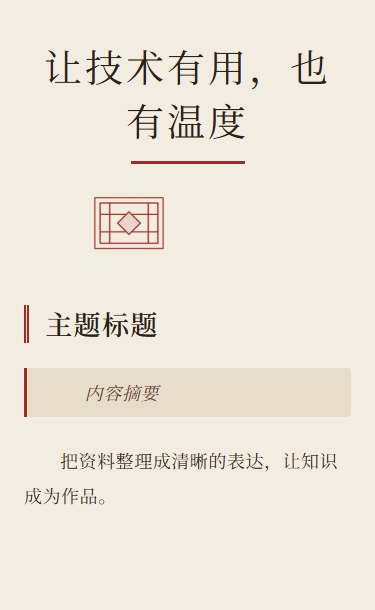 让技术有用，也
有温度
主题标题
内容摘要
把资料整理成清晰的表达，让知识
成为作品。